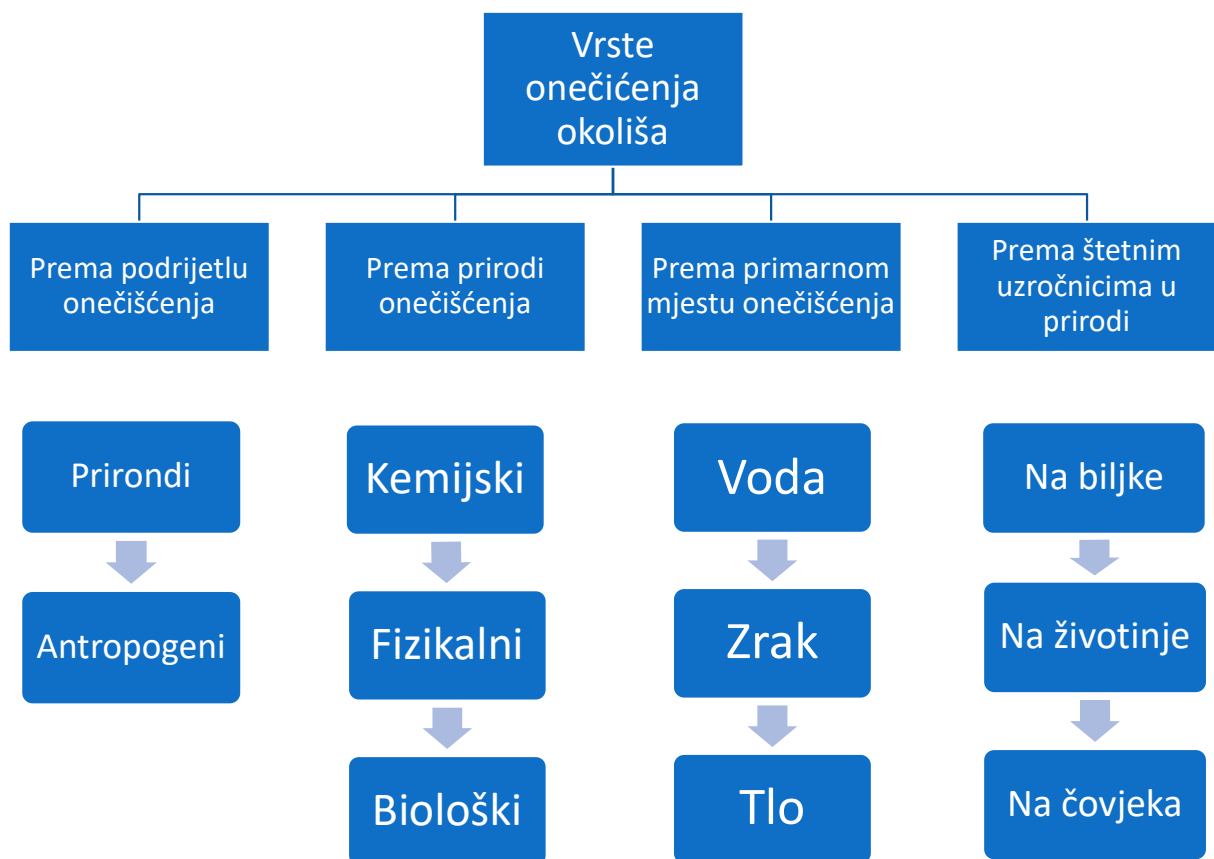 Vrste
onečićenja
okoliša
Prema podrijetlu
onečišćenja
Prema prirodi
onečišćenja
Prema primarnom
mjestu onečišćenja
Prema štetnim
uzročnicima u
prirodi
Prirondi
Antropogeni
Kemijski
Fizikalni
Biološki
Voda
Zrak
Tlo
Na biljke
Na životinje
Na čovjeka